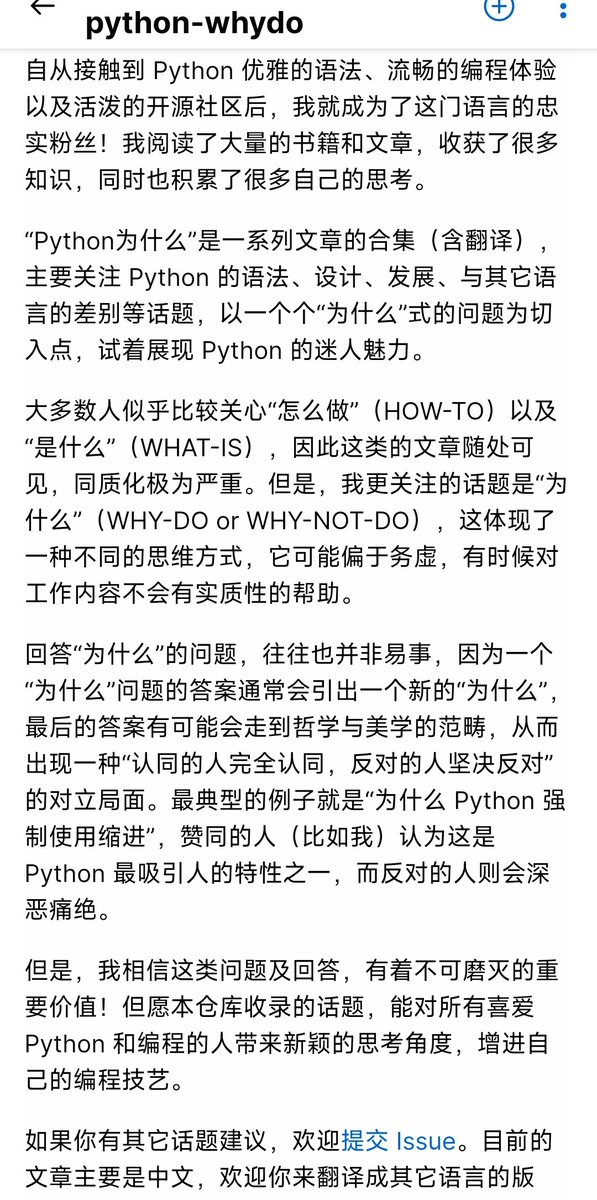 python-whydo
自从接触到 Python 优雅的语法、流畅的编程体验
以及活泼的开源社区后，我就成为了这门语言的忠
实粉丝！我阅读了大量的书籍和文章，收获了很多
知识，同时也积累了很多自己的思考。
“Python为什么”是一系列文章的合集（含翻译），
主要关注 Python 的语法、设计、发展、与其它语
言的差别等话题，以一个个“为什么”式的问题为切
入点，试着展现 Python 的迷人魅力。
大多数人似乎比较关心“怎么做”（HOW-TO）以及
“是什么”（WHAT-IS），因此这类的文章随处可
见，同质化极为严重。但是，我更关注的话题是“为
什么”（WHY-DO or WHY-NOT-DO），这体现了
一种不同的思维方式，它可能偏于务虚，有时候对
工作内容不会有实质性的帮助。
回答“为什么”的问题，往往也并非易事，因为一个
“为什么”问题的答案通常会引出一个新的“为什么”，
最后的答案有可能会走到哲学与美学的范畴，从而
出现一种“认同的人完全认同，反对的人坚决反对”
的对立局面。最典型的例子就是“为什么 Python 强
制使用缩进”，赞同的人（比如我）认为这是
Python 最吸引人的特性之一，而反对的人则会深
恶痛绝。
但是，我相信这类问题及回答，有着不可磨灭的重
要价值！但愿本仓库收录的话题，能对所有喜爱
Python 和编程的人带来新颖的思考角度，增进自
己的编程技艺。
如果你有其它话题建议，欢迎提交 Issue。目前的
文章主要是中文，欢迎你来翻译成其它语言的版